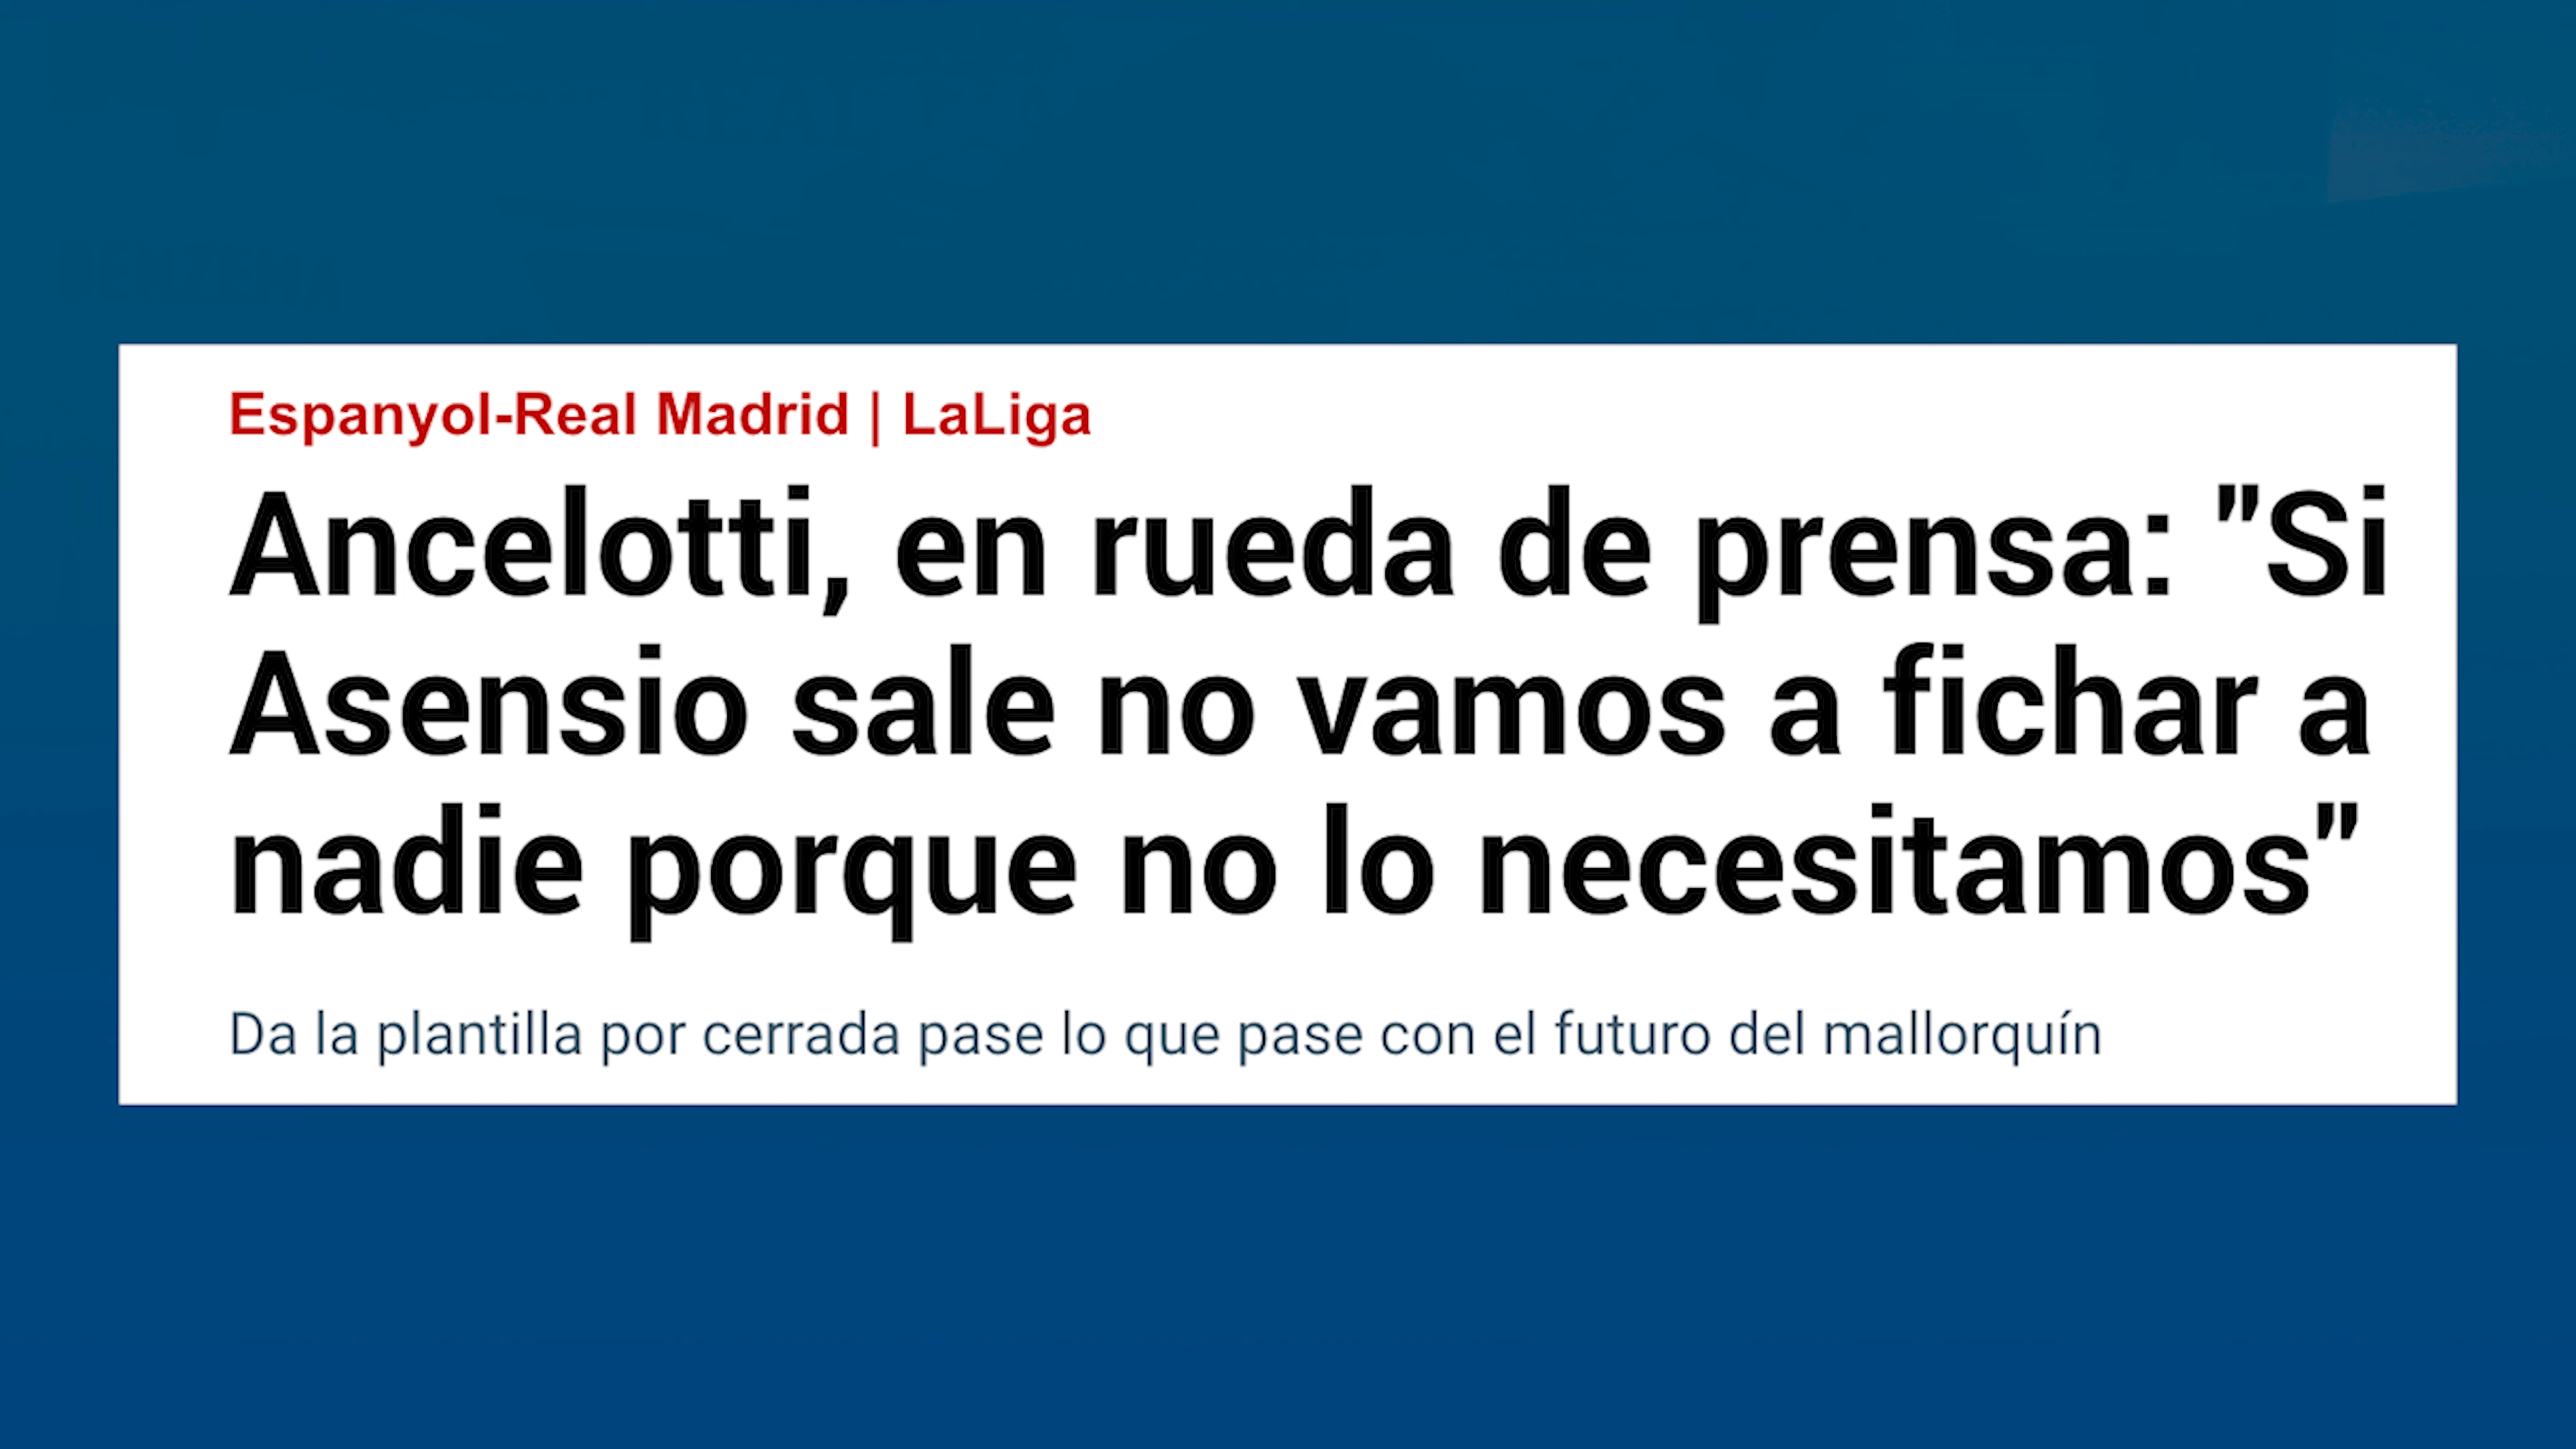 Espanyol-Real Madrid | LaLiga
Ancelotti, en rueda de prensa: "Si
Asensio sale no vamos a fichar a
nadie porque no lo necesitamos"
Da la plantilla por cerrada pase lo que pase con el futuro del mallorquín